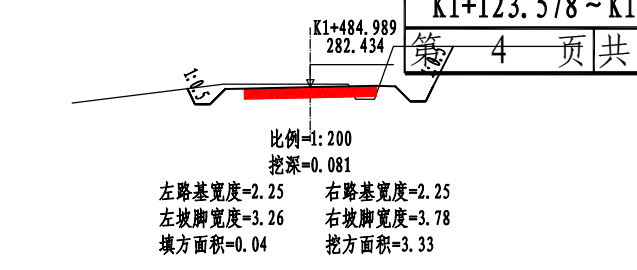 K1+123.578～K1
第 4 页 共
K1+484.989
282.434
1:0.5
1:0.5
比例=1:200
挖深=0.081
左路基宽度=2.25 右路基宽度=2.25
左坡脚宽度=3.26 右坡脚宽度=3.78
填方面积=0.04 挖方面积=3.33